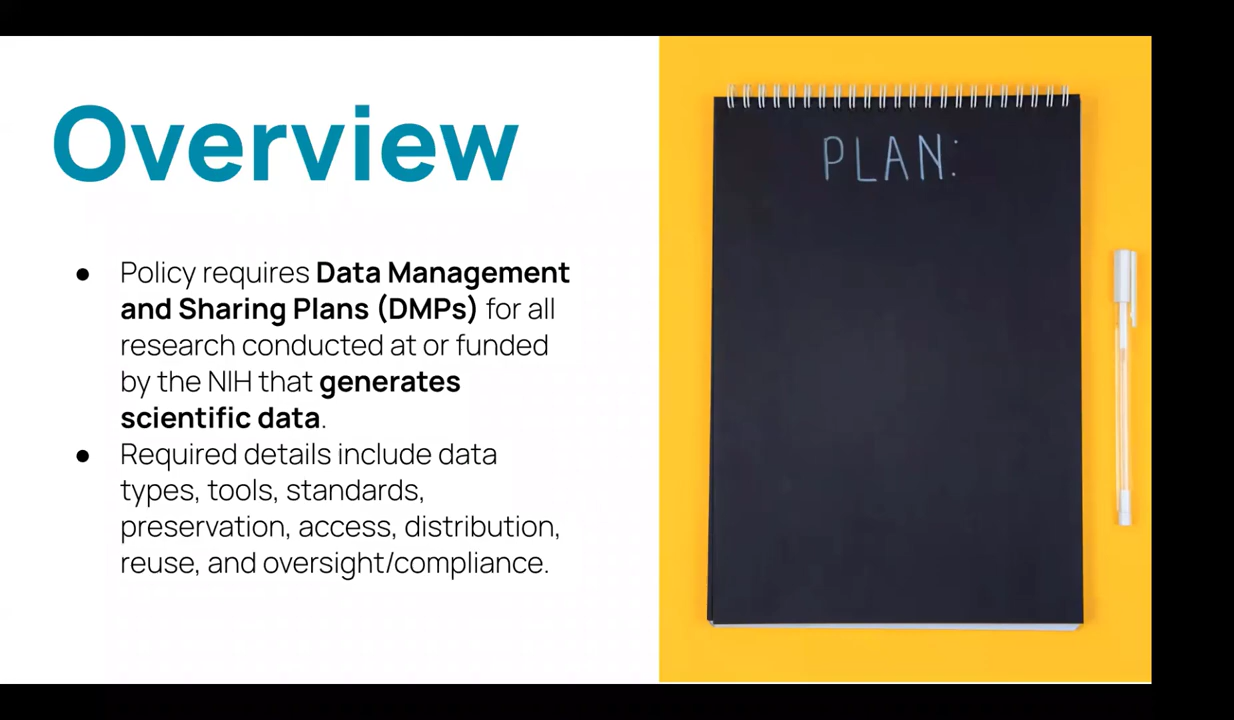 Overview
● Policy requires Data Management
and Sharing Plans (DMPs) for all
research conducted at or funded
by the NIH that generates
scientific data.
● Required details include data
types, tools, standards,
preservation, access, distribution,
reuse, and oversight/compliance.
PLAN: